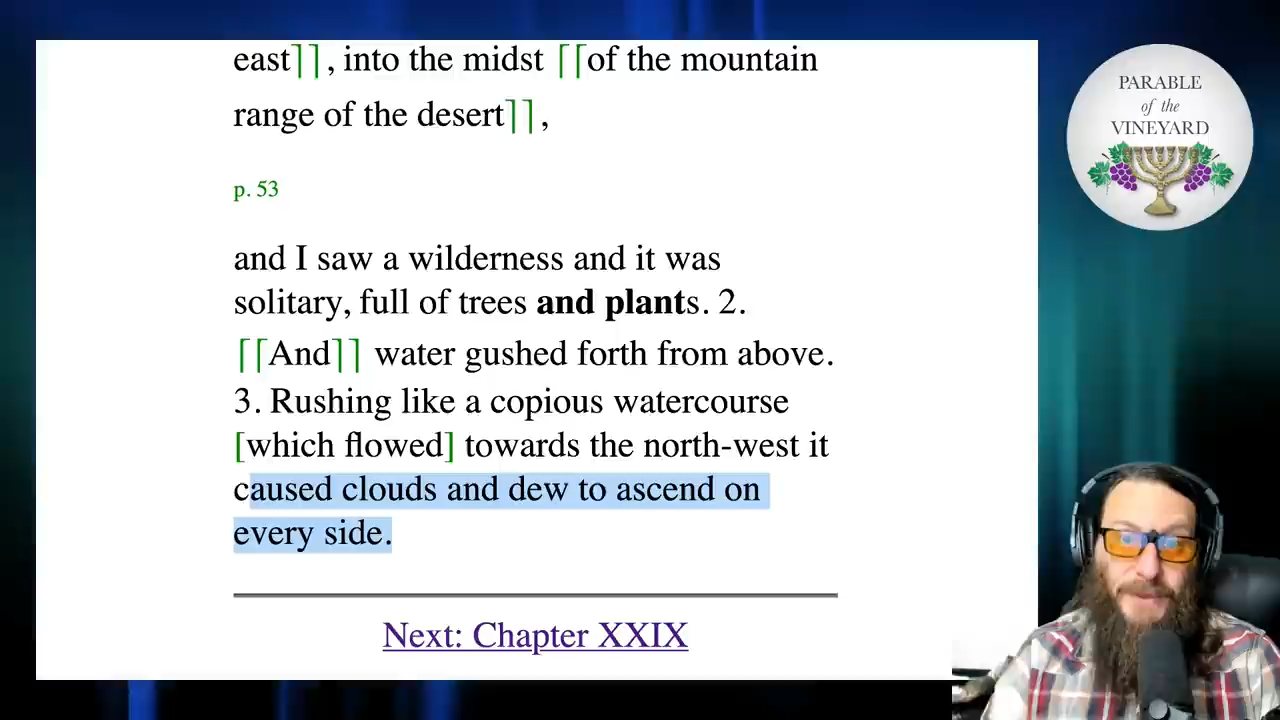 east]], into the midst [[of the mountain
range of the desert]],
p. 53
and I saw a wilderness and it was
solitary, full of trees and plants. 2.
[[And]] water gushed forth from above.
3. Rushing like a copious watercourse
[which flowed] towards the north-west it
caused clouds and dew to ascend on
every side.
Next: Chapter XXIX
PARABLE
of the
VINEYARD